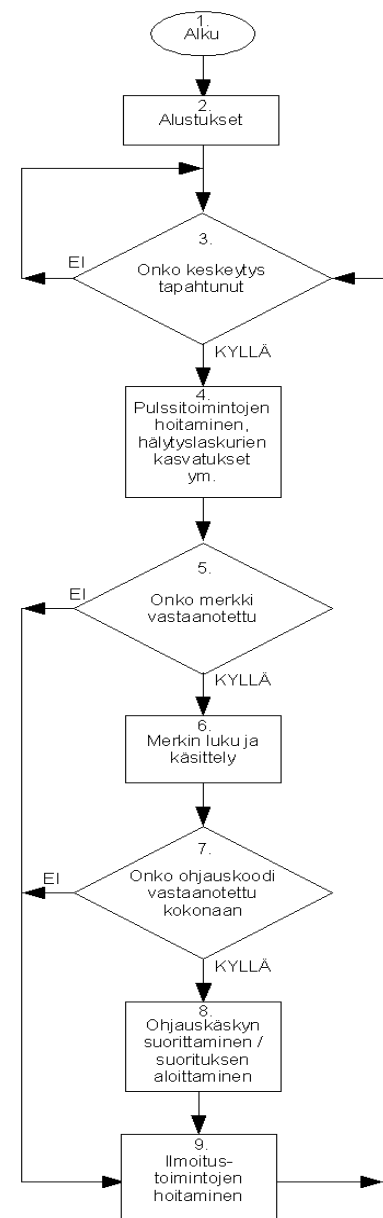 1.
Alku
2.
Alustukset
3.
EI
Onko keskeytys
tapahtunut
KYLLÄ
4.
Pulssitoimintojen
hoitaminen,
hälytyslaskurien
kasvatukset
ym.
5.
EI
Onko merkki
vastaanotettu
KYLLÄ
6.
Merkin luku ja
käsittely
7.
EI
Onko ohjauskoodi
vastaanotettu
kokonaan
KYLLÄ
8.
Ohjauskäskyn
suorittaminen /
suorituksen
aloittaminen
9.
Ilmoitus-
toimintojen
hoitaminen